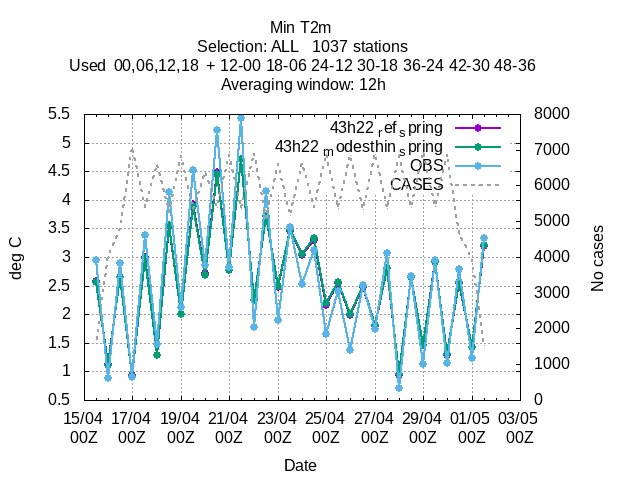 Min T2m
Selection: ALL   1037 stations
Used  00,06,12,18  + 12-00 18-06 24-12 30-18 36-24 42-30 48-36
Averaging window: 12h
43h22_ref_spring
43h22_modesthin_spring
OBS
CASES
5.5
5
4.5
4
3.5
3
2.5
2
1.5
1
0.5
deg C
8000
7000
6000
5000
4000
3000
2000
1000
0
No cases
15/04 17/04 19/04 21/04 23/04 25/04 27/04 29/04 01/05 03/05
00Z 00Z 00Z 00Z 00Z 00Z 00Z 00Z 00Z 00Z
Date